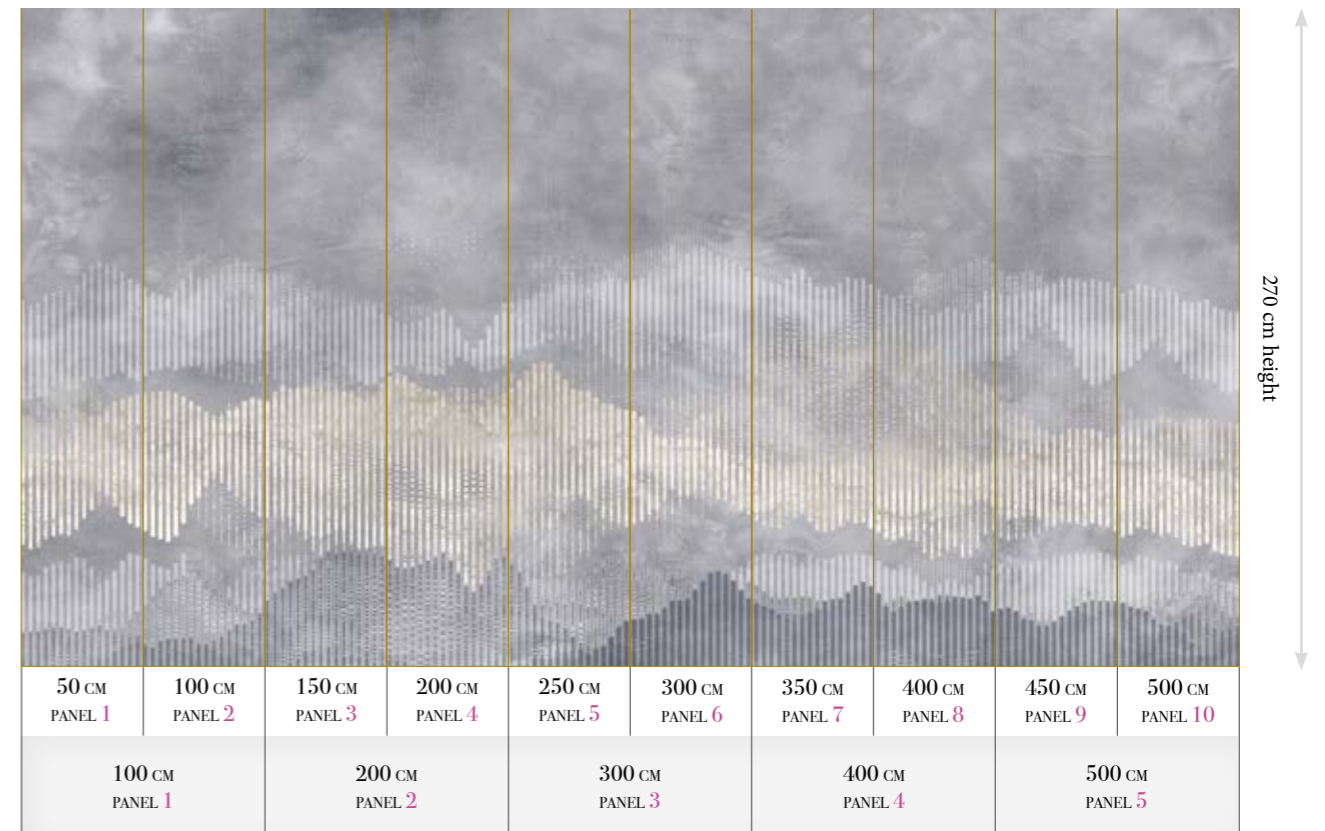 270 cm height
50 CM
PANEL 1
100 CM
PANEL 2
150 CM
PANEL 3
200 CM
PANEL 4
250 CM
PANEL 5
300 CM
PANEL 6
350 CM
PANEL 7
400 CM
PANEL 8
450 CM
PANEL 9
500 CM
PANEL 10
100 CM
PANEL 1
200 CM
PANEL 2
300 CM
PANEL 3
400 CM
PANEL 4
500 CM
PANEL 5